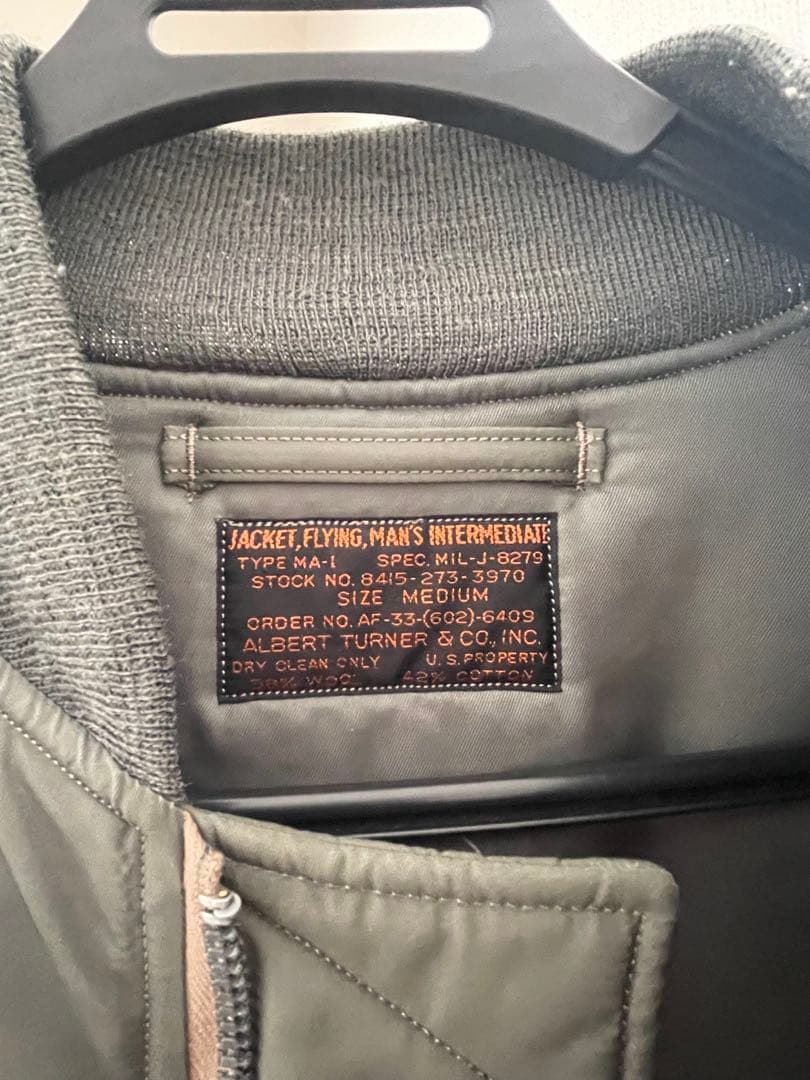 JACKET, FLYING, MAN'S INTERMEDIATE
TYPE MA-1 SPEC. MIL-J-8279
STOCK NO. 8415-273-3970
SIZE MEDIUM
ORDER NO. AF-33-(602)-6409
ALBERT TURNER & CO., INC.
DRY CLEAN ONLY U.S. PROPERTY
WOOL 42% COTTON